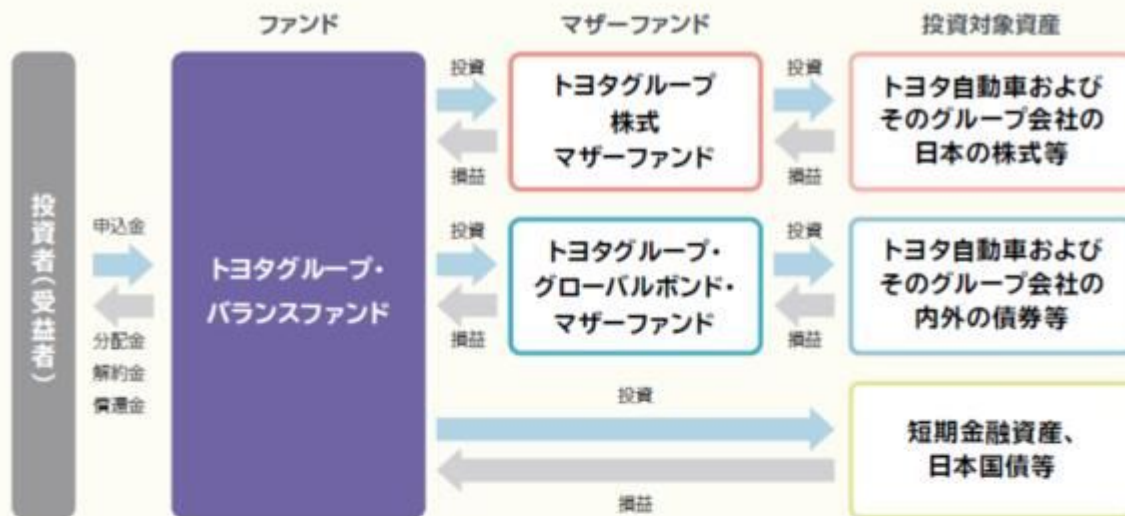 ファンド
マザーファンド
投資対象資産
投資者(受益者)
申込金
分配金
解約金
償還金
トヨタグループ・
バランスファンド
投資
損益
トヨタグループ
株式
マザーファンド
投資
損益
トヨタ自動車および
そのグループ会社の
日本の株式等
投資
損益
トヨタグループ・
グローバルボンド・
マザーファンド
投資
損益
トヨタ自動車および
そのグループ会社の
内外の債券等
投資
損益
短期金融資産、
日本国債等